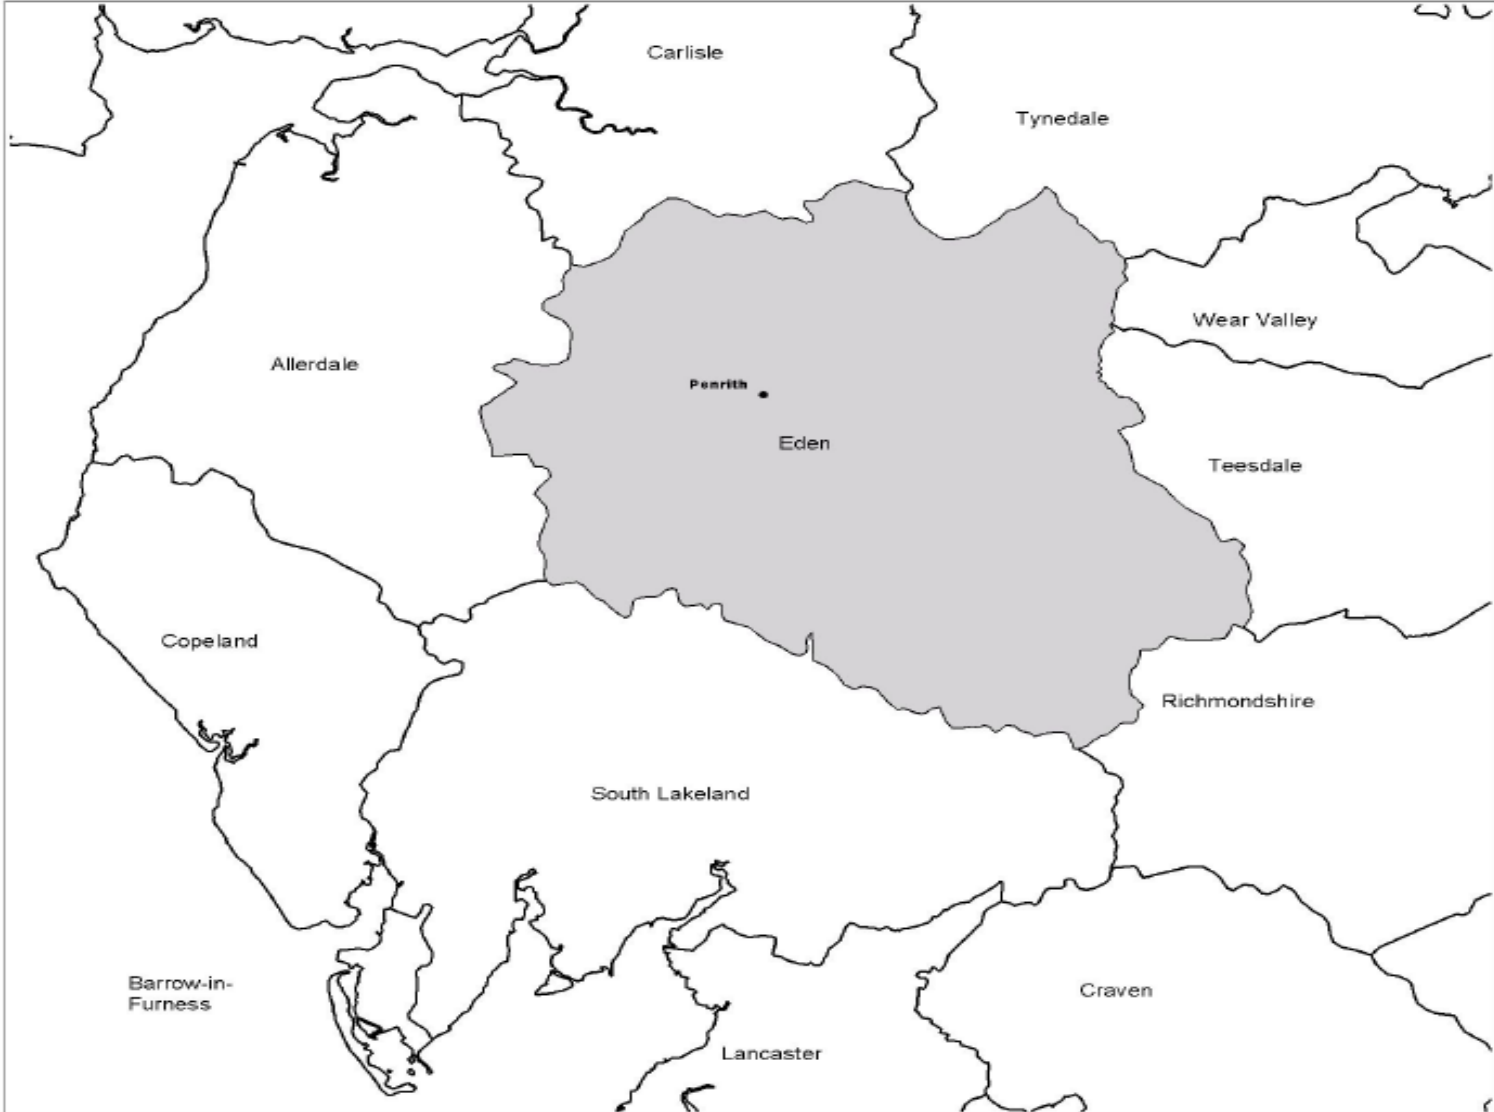 Carlisle
Tynedale
Wear Valley
Allerdale
Penrith
Eden
Teesdale
Copeland
Richmondshire
South Lakeland
Barrow-in-
Furness
Craven
Lancaster